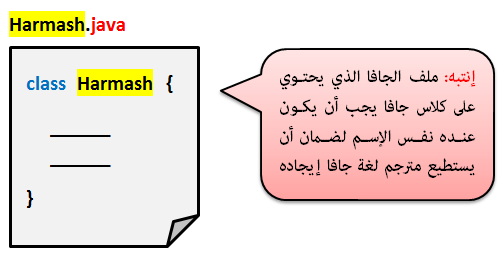 Harmash.java
class Harmash {
}
إنتبه: ملف الجافا الذي يحتوي
على كلاس جافا يجب أن يكون
عنده نفس الإسم لضمان أن
يستطيع مترجم لغة جافا إيجاده